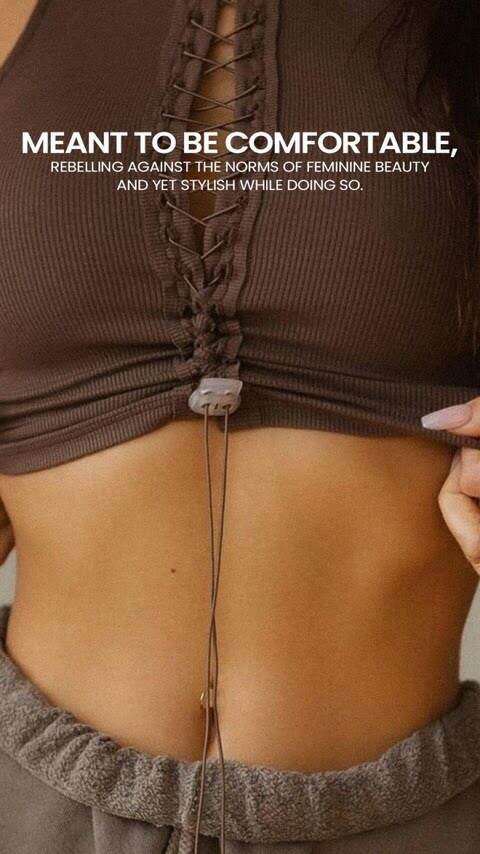 MEANT TO BE COMFORTABLE,
REBELLING AGAINST THE NORMS OF FEMININE BEAUTY
AND YET STYLISH WHILE DOING SO.